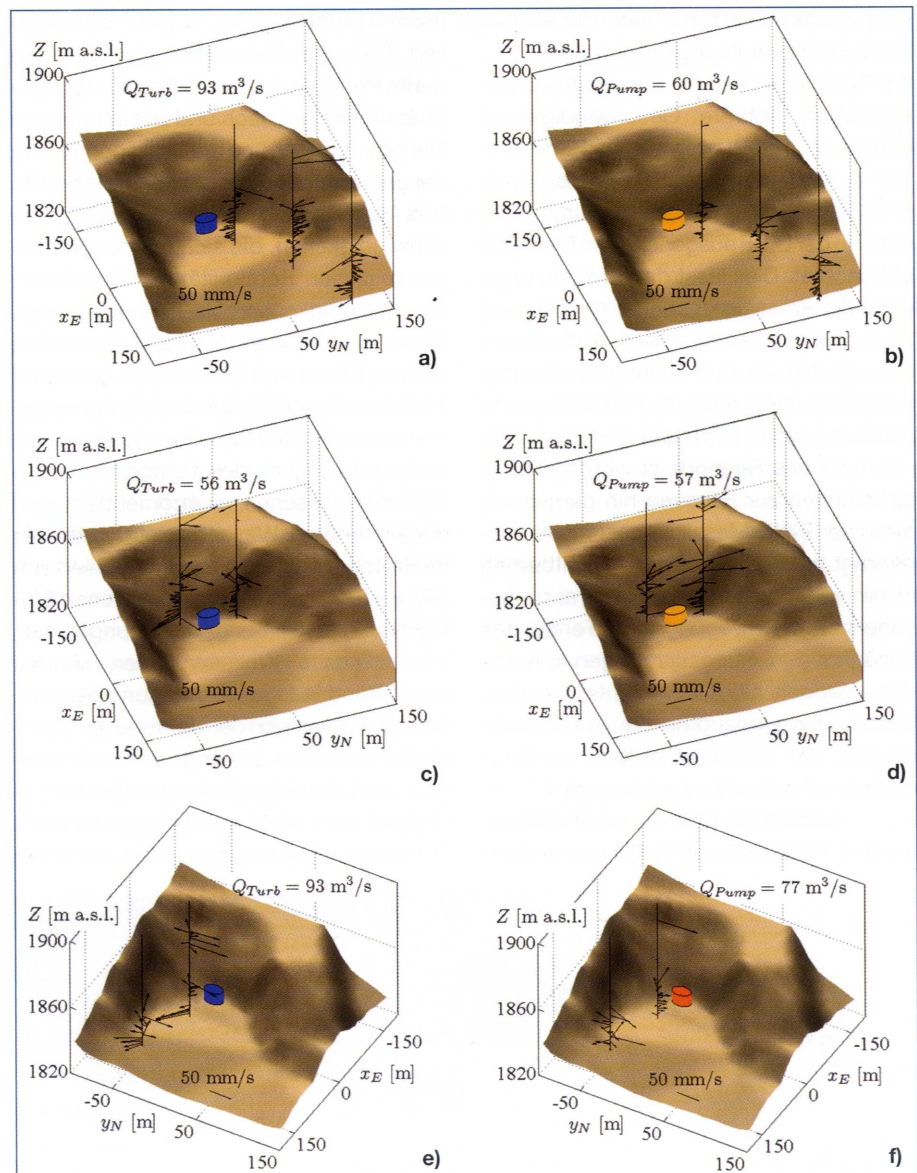 Z [m a.s.l.]
1900
Q_Turb = 93 m³/s
1860
1820
-150
0
x_E [m]
150
50 mm/s
-50
50
y_N [m]
150
a)
Z [m a.s.l.]
1900
Q_Pump = 60 m³/s
1860
1820
-150
0
x_E [m]
150
50 mm/s
-50
50
y_N [m]
150
b)
Z [m a.s.l.]
1900
Q_Turb = 56 m³/s
1860
1820
-150
0
x_E [m]
150
50 mm/s
-50
50
y_N [m]
150
c)
Z [m a.s.l.]
1900
Q_Pump = 57 m³/s
1860
1820
-150
0
x_E [m]
150
50 mm/s
-50
50
y_N [m]
150
d)
Q_Turb = 93 m³/s
Z [m a.s.l.]
1900
1860
1820
-50
y_N [m]
50
150
50 mm/s
-150
x_E [m]
0
150
e)
Q_Pump = 77 m³/s
Z [m a.s.l.]
1900
1860
1820
-50
y_N [m]
50
150
50 mm/s
-150
x_E [m]
0
150
f)